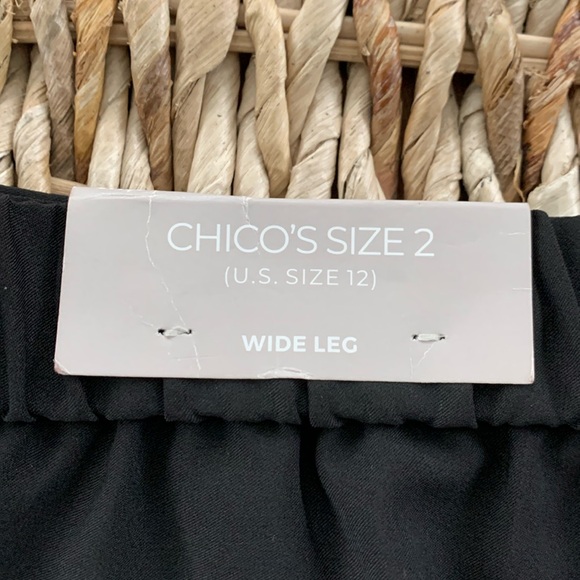 CHICO'S SIZE 2
(U.S. SIZE 12)
WIDE LEG